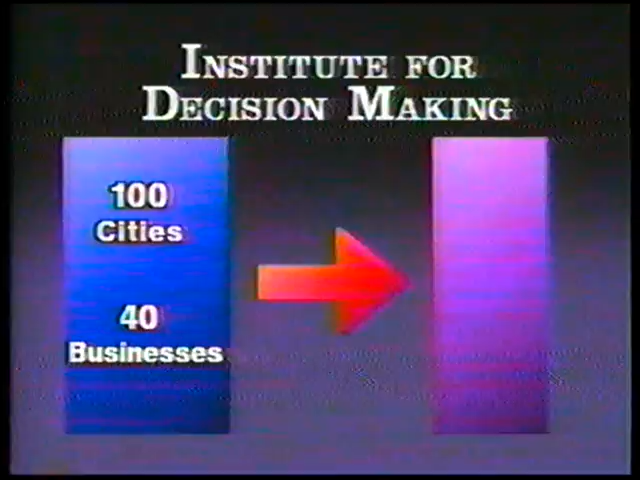 INSTITUTE FOR
DECISION MAKING
100
Cities
40
Businesses